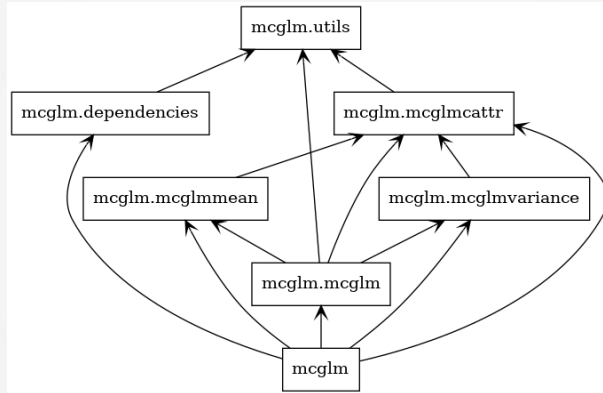 mcglm.utils
mcglm.dependencies
mcglm.mcglmcattr
mcglm.mcglmmean
mcglm.mcglmvariance
mcglm.mcglm
mcglm